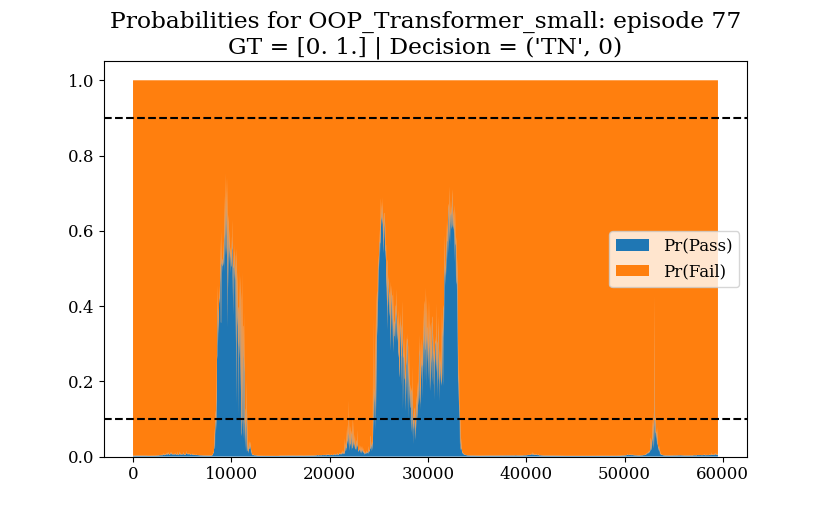 Probabilities for OOP_Transformer_small: episode 77
GT = [0. 1.] | Decision = ('TN', 0)
1.0
0.8
0.6
0.4
0.2
0.0
Pr(Pass)
Pr(Fail)
0 10000 20000 30000 40000 50000 60000